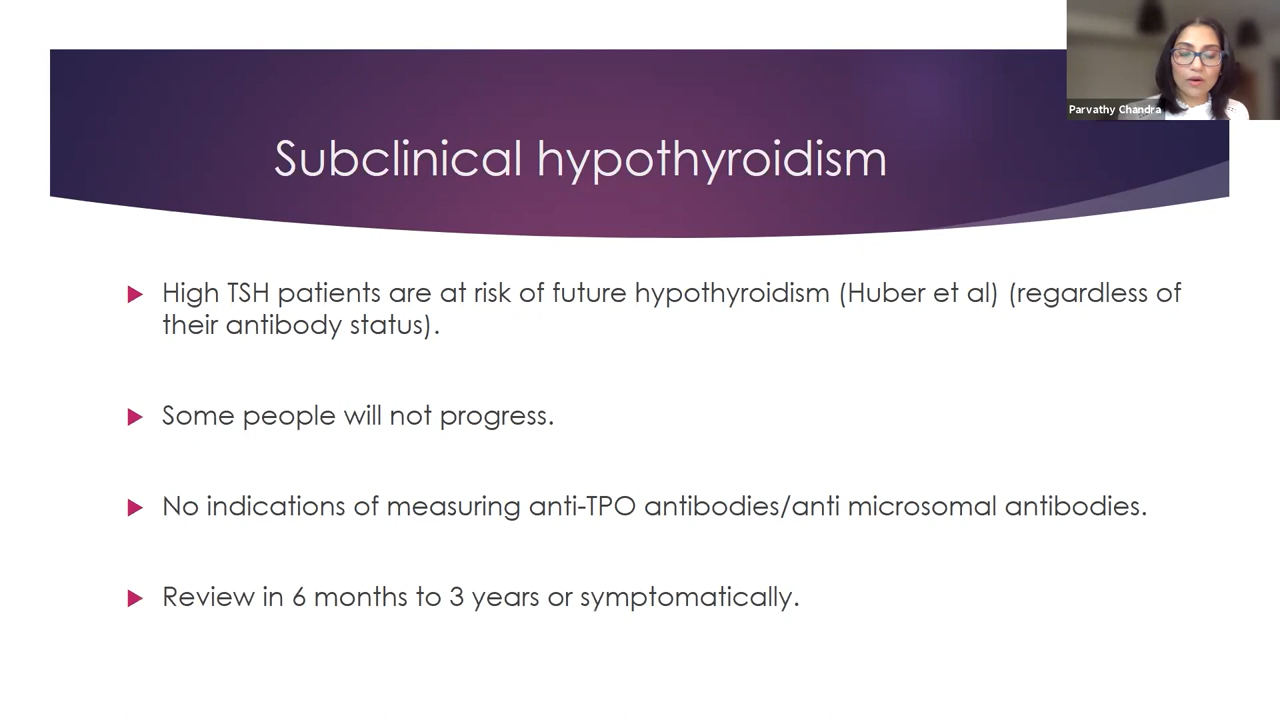 Parvathy Chandra
Subclinical hypothyroidism
High TSH patients are at risk of future hypothyroidism (Huber et al) (regardless of
their antibody status).
Some people will not progress.
No indications of measuring anti-TPO antibodies/anti microsomal antibodies.
Review in 6 months to 3 years or symptomatically.